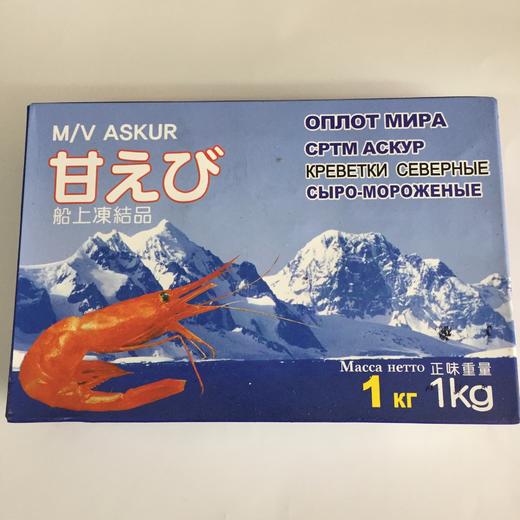 M/V ASKUR
甘えび
船上凍結品
ОПЛОТ МИРА
СРТМ АСКУР
КРЕВЕТКИ СЕВЕРНЫЕ
СЫРО-МОРОЖЕНЫЕ
Масса нетто 正味重量
1 кг 1kg